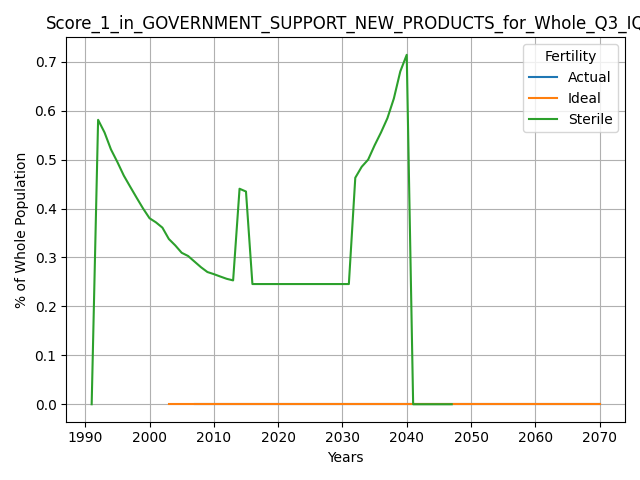 Score_1_in_GOVERNMENT_SUPPORT_NEW_PRODUCTS_for_Whole_Q3_IQ
Fertility
Actual
Ideal
Sterile
% of Whole Population
0.7
0.6
0.5
0.4
0.3
0.2
0.1
0.0
1990 2000 2010 2020 2030 2040 2050 2060 2070
Years